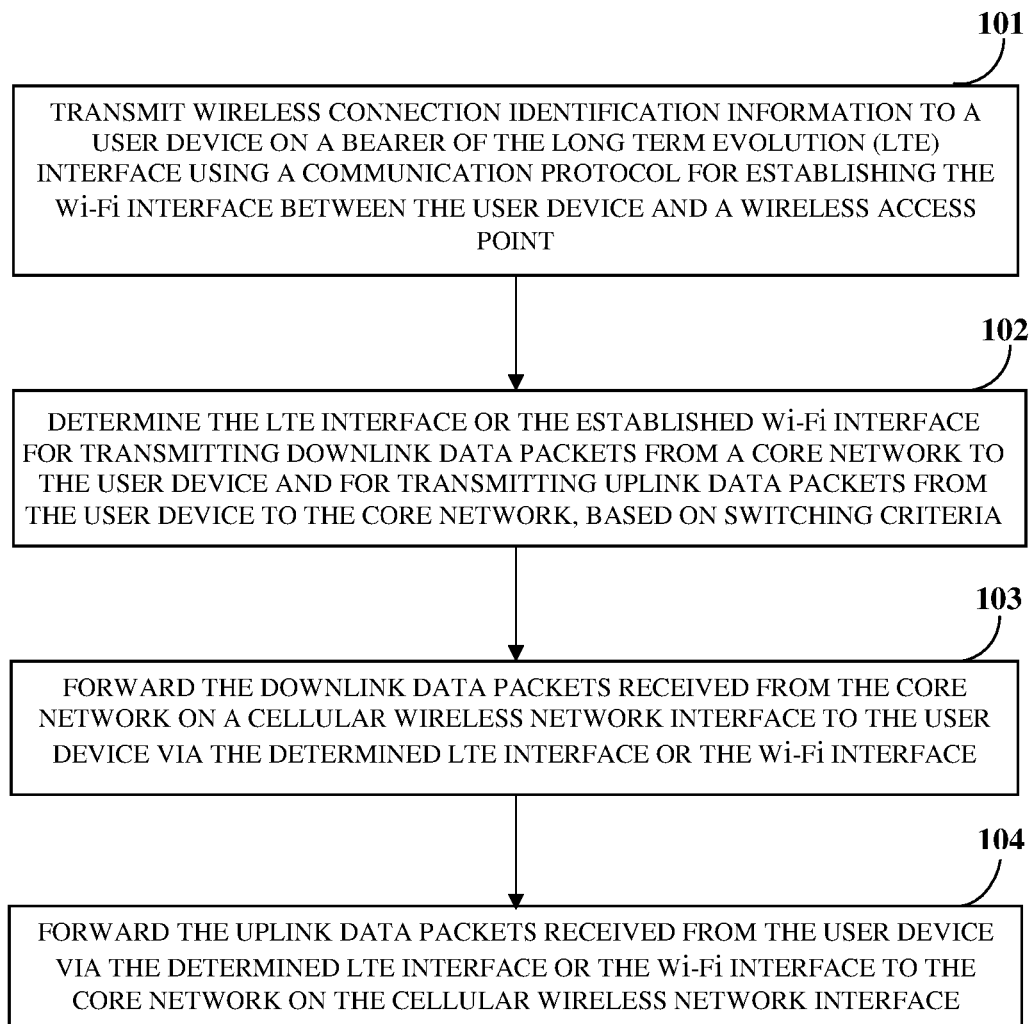 101
TRANSMIT WIRELESS CONNECTION IDENTIFICATION INFORMATION TO A
USER DEVICE ON A BEARER OF THE LONG TERM EVOLUTION (LTE)
INTERFACE USING A COMMUNICATION PROTOCOL FOR ESTABLISHING THE
Wi-Fi INTERFACE BETWEEN THE USER DEVICE AND A WIRELESS ACCESS
POINT
102
DETERMINE THE LTE INTERFACE OR THE ESTABLISHED Wi-Fi INTERFACE
FOR TRANSMITTING DOWNLINK DATA PACKETS FROM A CORE NETWORK TO
THE USER DEVICE AND FOR TRANSMITTING UPLINK DATA PACKETS FROM
THE USER DEVICE TO THE CORE NETWORK, BASED ON SWITCHING CRITERIA
103
FORWARD THE DOWNLINK DATA PACKETS RECEIVED FROM THE CORE
NETWORK ON A CELLULAR WIRELESS NETWORK INTERFACE TO THE USER
DEVICE VIA THE DETERMINED LTE INTERFACE OR THE Wi-Fi INTERFACE
104
FORWARD THE UPLINK DATA PACKETS RECEIVED FROM THE USER DEVICE
VIA THE DETERMINED LTE INTERFACE OR THE Wi-Fi INTERFACE TO THE
CORE NETWORK ON THE CELLULAR WIRELESS NETWORK INTERFACE